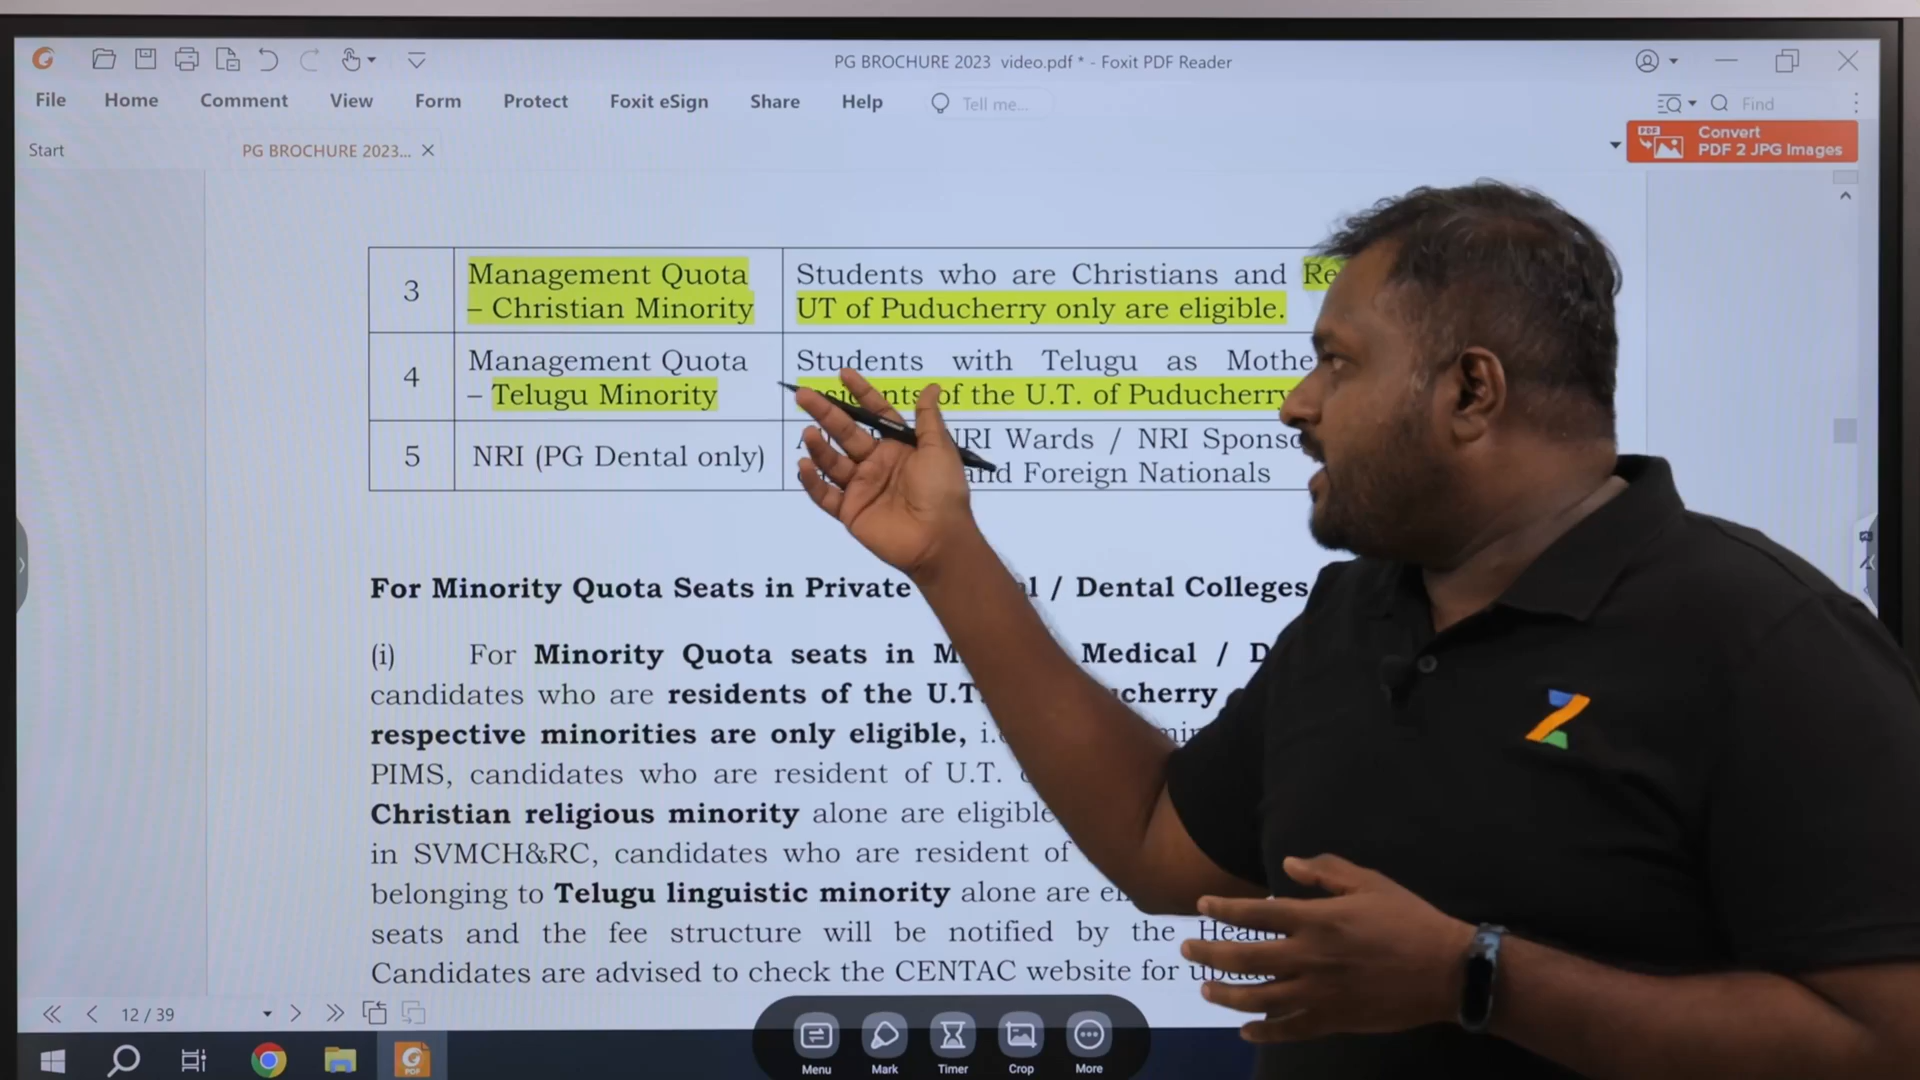 PG BROCHURE 2023 video.pdf * - Foxit PDF Reader
File Home Comment View Form Protect Foxit eSign Share Help Tell me... Find
Start PG BROCHURE 2023...
Convert
PDF 2 JPG Images
3 Management Quota
– Christian Minority
Students who are Christians and
UT of Puducherry only are eligible.
4 Management Quota
– Telugu Minority
Students with Telugu as
of the U.T. of Puducherry
5 NRI (PG Dental only)
NRI Wards / NRI
and Foreign Nationals
For Minority Quota Seats in Private / Dental Colleges
(i) For Minority Quota seats in Medical /
candidates who are residents of the U.T.
respective minorities are only eligible,
PIMS, candidates who are resident of U.T.
Christian religious minority alone are eligible
in SVMCH&RC, candidates who are resident of
belonging to Telugu linguistic minority alone are
seats and the fee structure will be notified by the
Candidates are advised to check the CENTAC website for
12 / 39
Menu Mark Timer Crop More